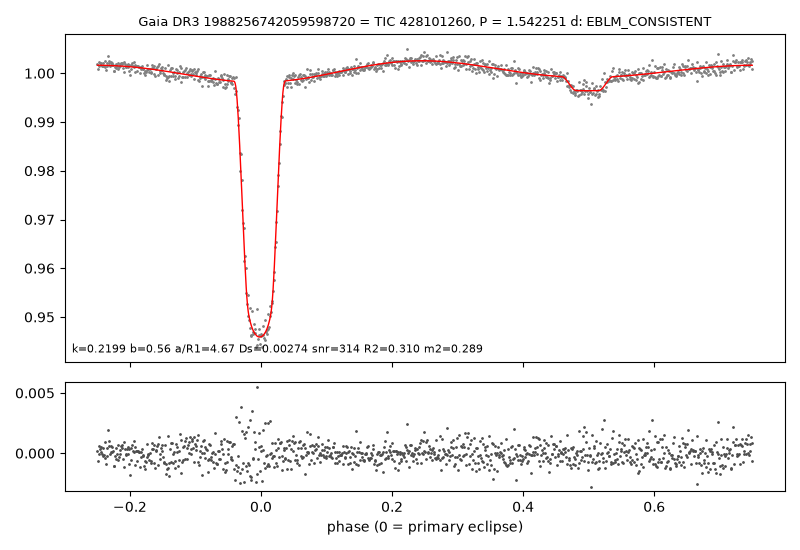 Gaia DR3 1988256742059598720 = TIC 428101260, P = 1.542251 d: EBLM_CONSISTENT
1.00
0.99
0.98
0.97
0.96
0.95
k=0.2199 b=0.56 a/R1=4.67 Ds=0.00274 snr=314 R2=0.310 m2=0.289
0.005
0.000
−0.2 0.0 0.2 0.4 0.6
phase (0 = primary eclipse)